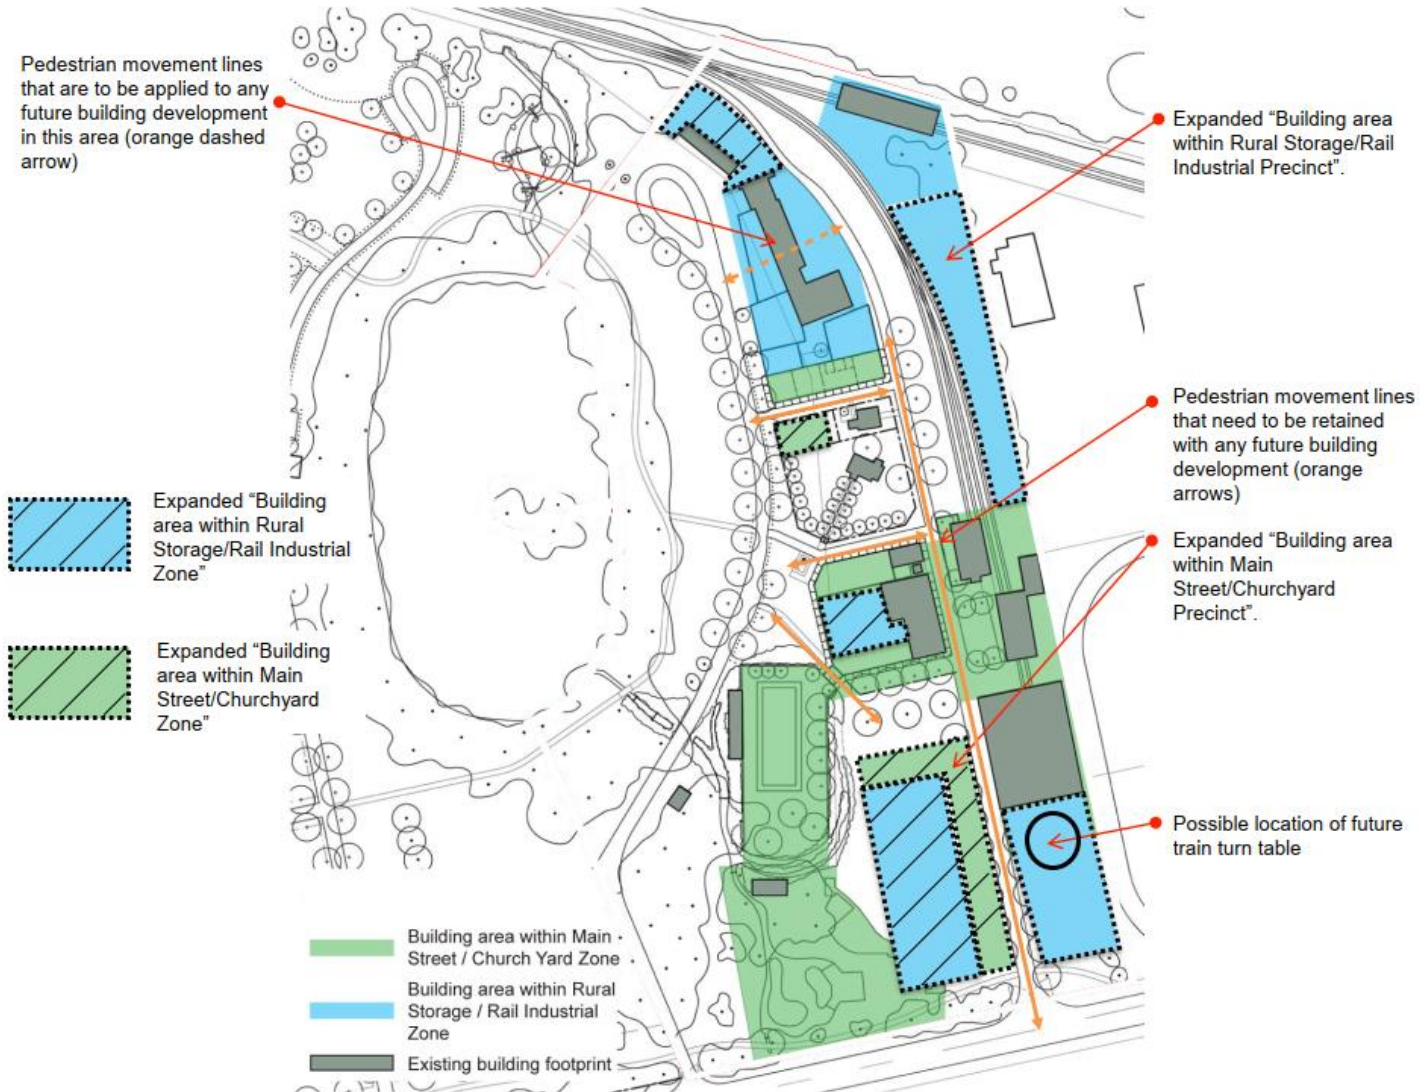 Pedestrian movement lines
that are to be applied to any
future building development
in this area (orange dashed
arrow)
Expanded “Building area
within Rural Storage/Rail
Industrial Precinct”.
Pedestrian movement lines
that need to be retained
with any future building
development (orange
arrows)
Expanded “Building
area within Rural
Storage/Rail Industrial
Zone”
Expanded “Building area
within Main
Street/Churchyard
Precinct”.
Expanded “Building
area within Main
Street/Churchyard
Zone”
Possible location of future
train turn table
Building area within Main
Street / Church Yard Zone
Building area within Rural
Storage / Rail Industrial
Zone
Existing building footprint